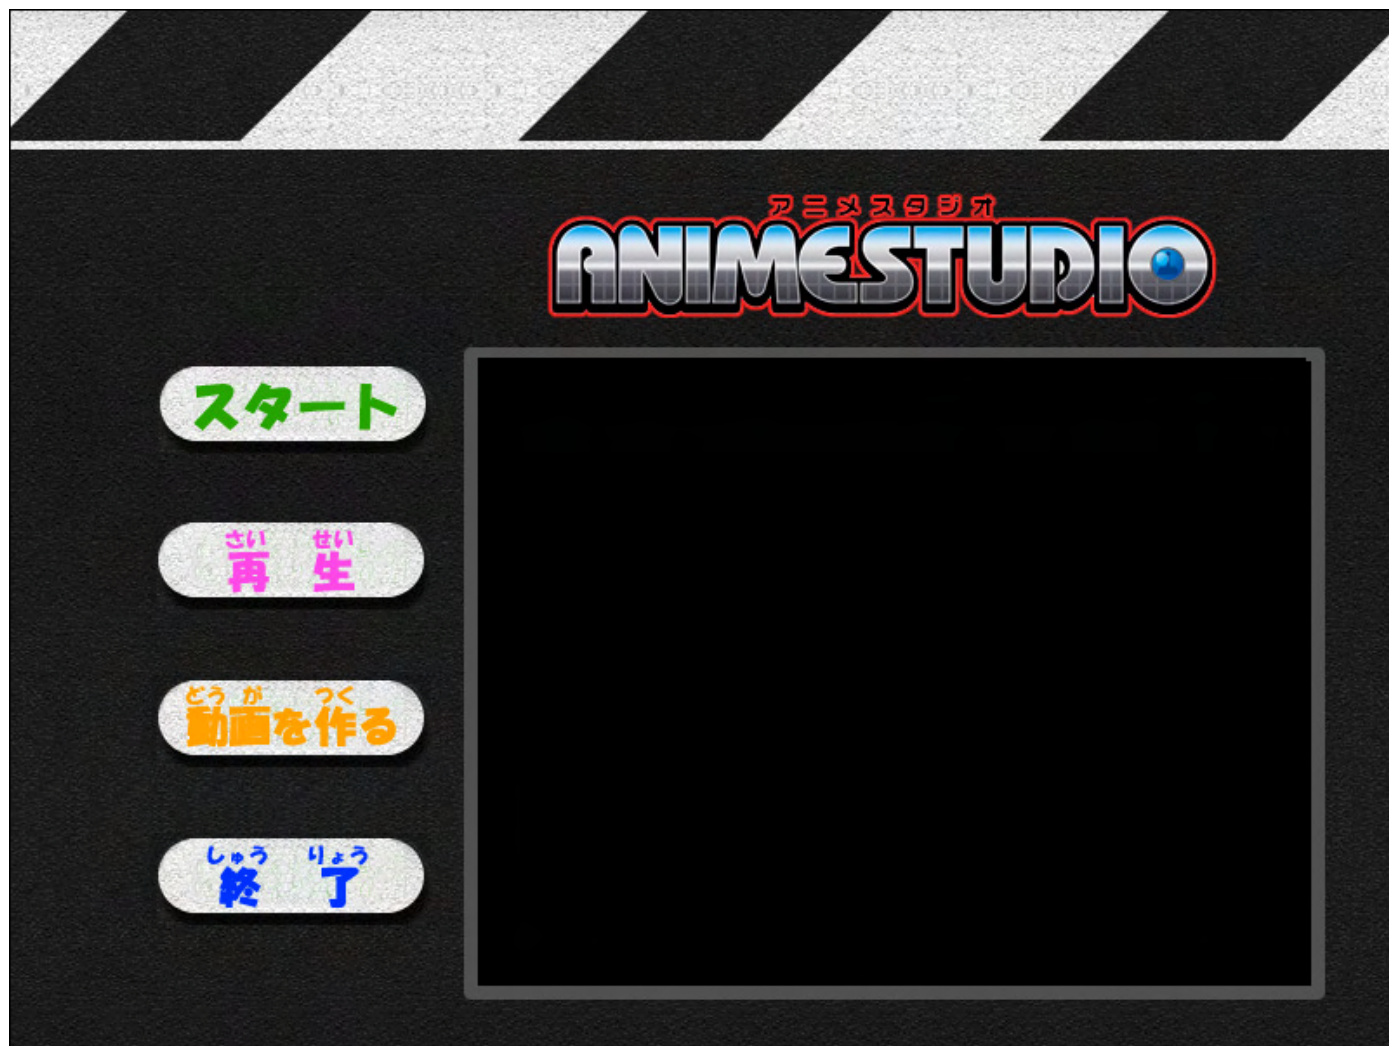 アニメスタジオ
ANIMESTUDIO
スタート
さい せい
再 生
どう が つく
動画を作る
しゅう りょう
終 了